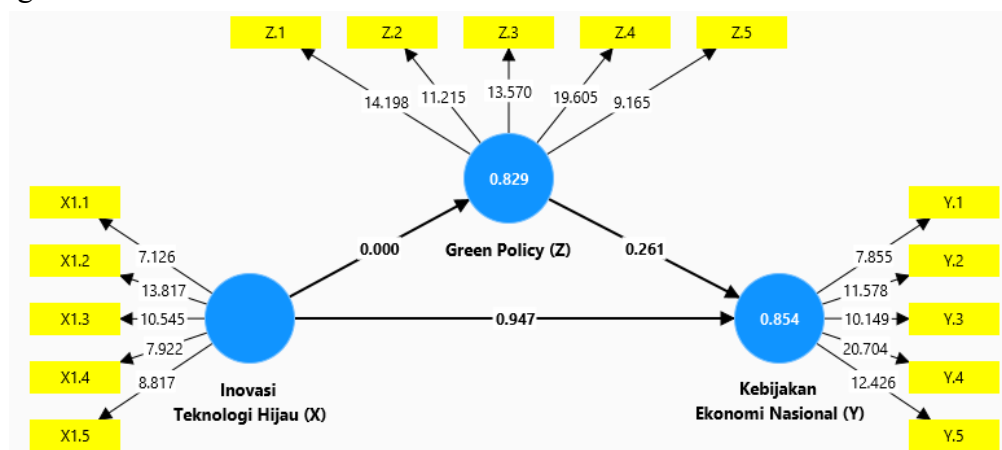 Z.1
Z.2
Z.3
Z.4
Z.5
14.198
11.215
13.570
19.605
9.165
0.829
Green Policy (Z)
X1.1
X1.2
X1.3
X1.4
X1.5
7.126
13.817
10.545
7.922
8.817
0.000
0.261
0.947
Inovasi
Teknologi Hijau (X)
0.854
Kebijakan
Ekonomi Nasional (Y)
7.855
11.578
10.149
20.704
12.426
Y.1
Y.2
Y.3
Y.4
Y.5